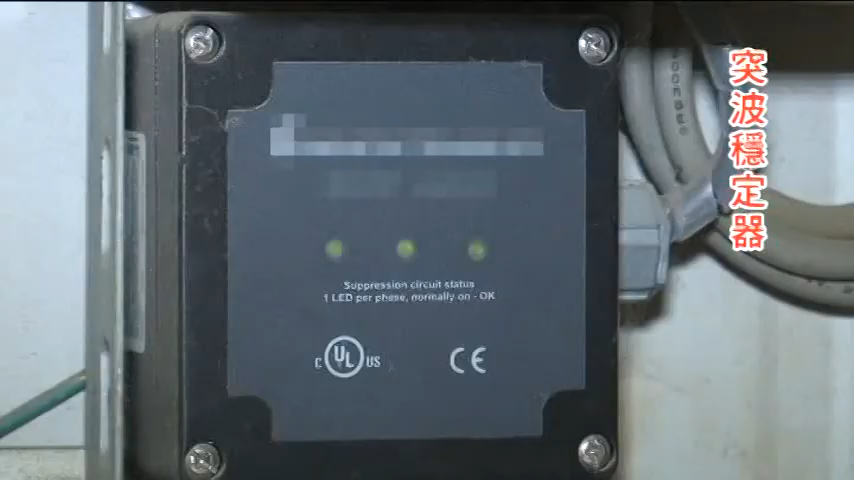 突波穩定器
Suppression circuit status
1 LED per phase, normally on - OK
C UL US
CE